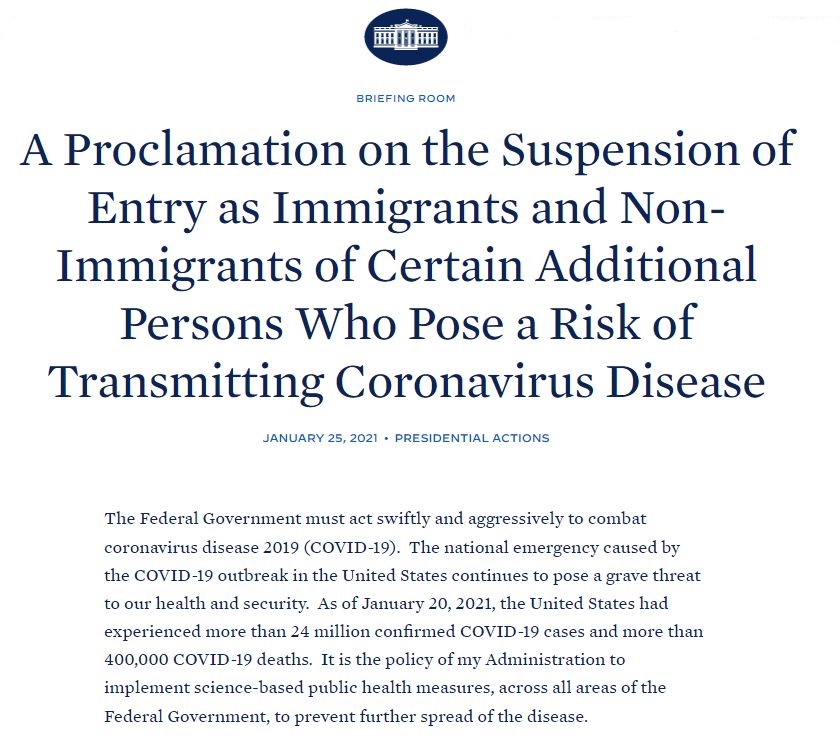 BRIEFING ROOM
A Proclamation on the Suspension of
Entry as Immigrants and Non-
Immigrants of Certain Additional
Persons Who Pose a Risk of
Transmitting Coronavirus Disease
JANUARY 25, 2021 • PRESIDENTIAL ACTIONS
The Federal Government must act swiftly and aggressively to combat
coronavirus disease 2019 (COVID-19).  The national emergency caused by
the COVID-19 outbreak in the United States continues to pose a grave threat
to our health and security.  As of January 20, 2021, the United States had
experienced more than 24 million confirmed COVID-19 cases and more than
400,000 COVID-19 deaths.  It is the policy of my Administration to
implement science-based public health measures, across all areas of the
Federal Government, to prevent further spread of the disease.